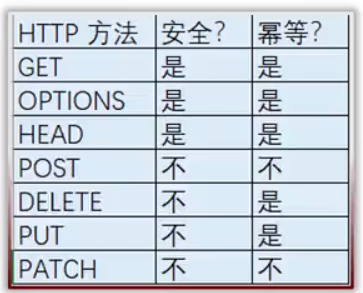 HTTP 方法 安全? 幂等?
GET 是 是
OPTIONS 是 是
HEAD 是 是
POST 不 不
DELETE 不 是
PUT 不 是
PATCH 不 不